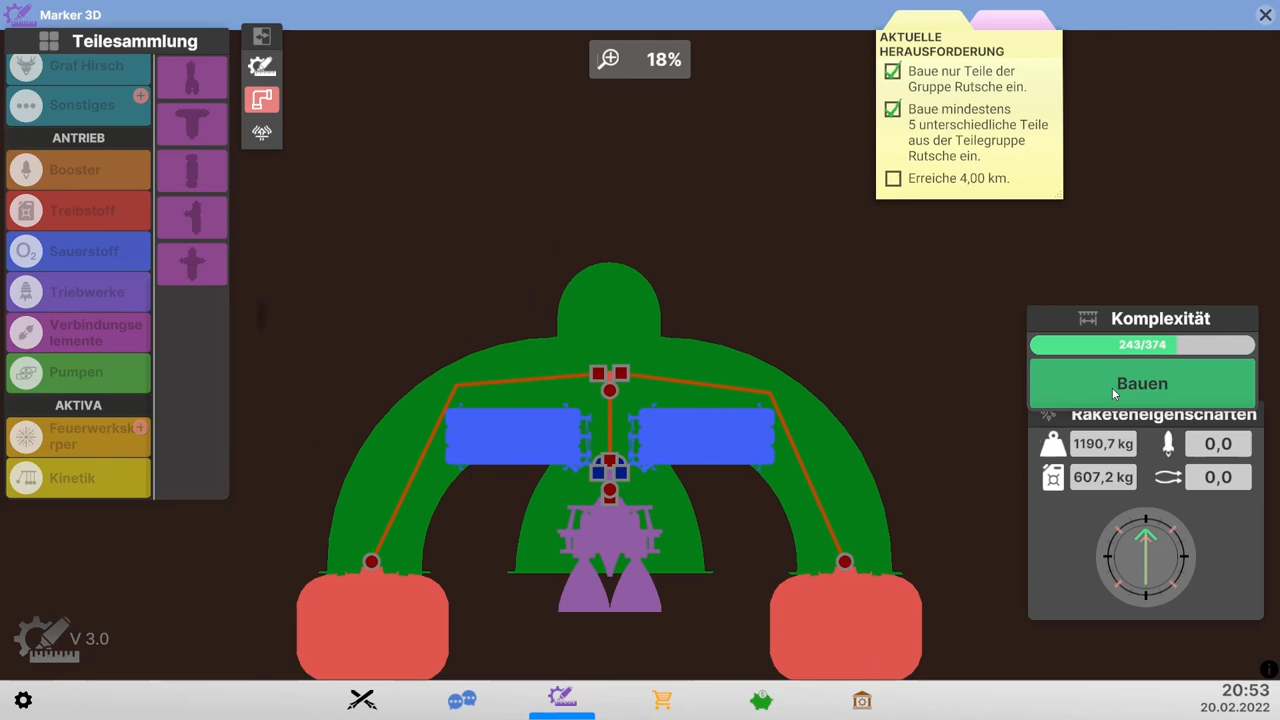 Marker 3D
Teilesammlung
Graf Hirsch
Sonstiges
ANTRIEB
Booster
Treibstoff
O2
Sauerstoff
Triebwerke
Verbindungse
lemente
Pumpen
AKTIVA
Feuerwerksk
rper
Kinetik
18%
AKTUELLE
HERAUSFORDERUNG
Baue nur Teile der
Gruppe Rutsche ein.
Baue mindestens
5 unterschiedliche Teile
aus der Teilegruppe
Rutsche ein.
Erreiche 4,00 km.
Komplexität
243/374
Bauen
Raketeneigenschaften
1190,7 kg
0,0
607,2 kg
0,0
V 3.0
20:53
20.02.2022